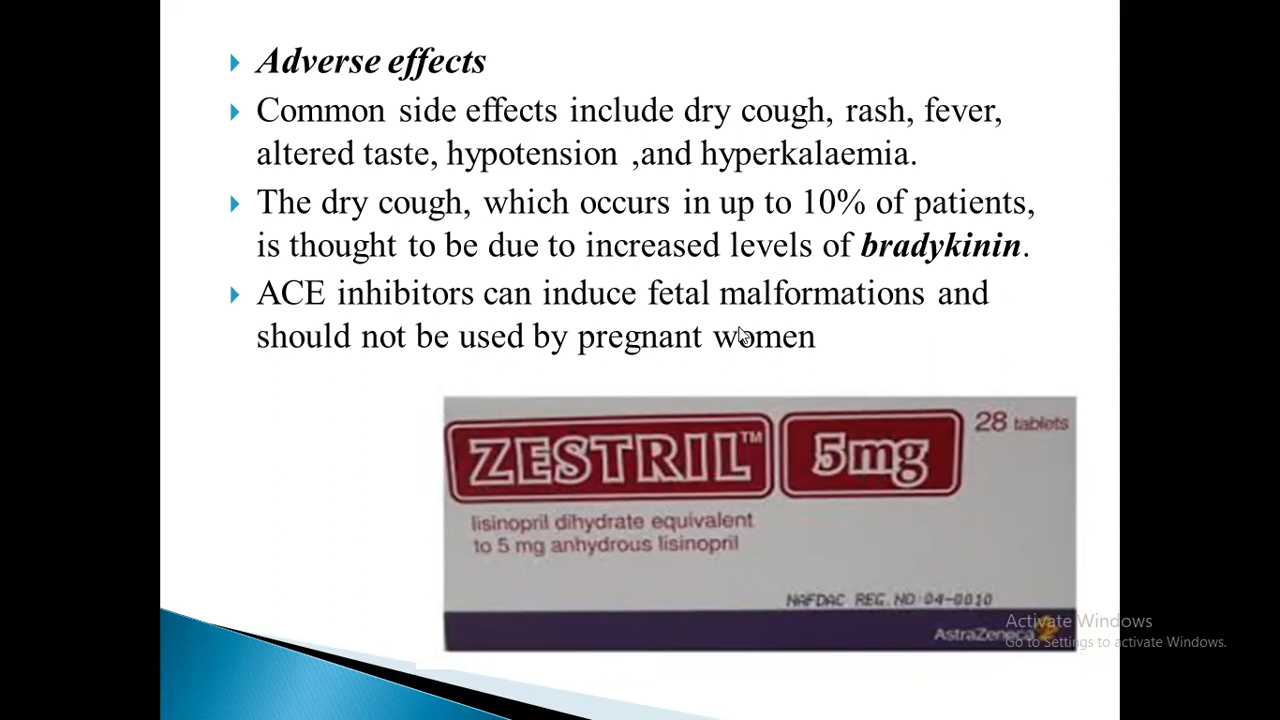 Adverse effects
Common side effects include dry cough, rash, fever,
altered taste, hypotension ,and hyperkalaemia.
The dry cough, which occurs in up to 10% of patients,
is thought to be due to increased levels of bradykinin.
ACE inhibitors can induce fetal malformations and
should not be used by pregnant women
ZESTRIL™ 5mg
28 tablets
lisinopril dihydrate equivalent
to 5 mg anhydrous lisinopril
NAFDAC REG.NO 04-0010
AstraZeneca
Activate Windows
Go to Settings to activate Windows.